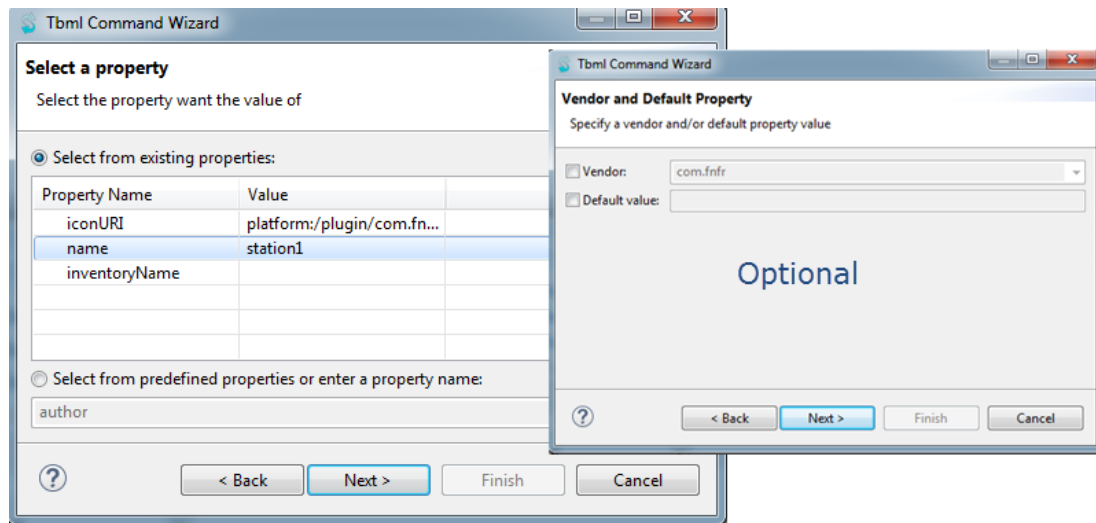 Tbml Command Wizard
Select a property
Select the property want the value of
Select from existing properties:
Property Name Value
iconURI platform:/plugin/com.fn...
name station1
inventoryName
Select from predefined properties or enter a property name:
author
? < Back Next > Finish Cancel
Tbml Command Wizard
Vendor and Default Property
Specify a vendor and/or default property value
Vendor: com.fnfr
Default value:
Optional
? < Back Next > Finish Cancel